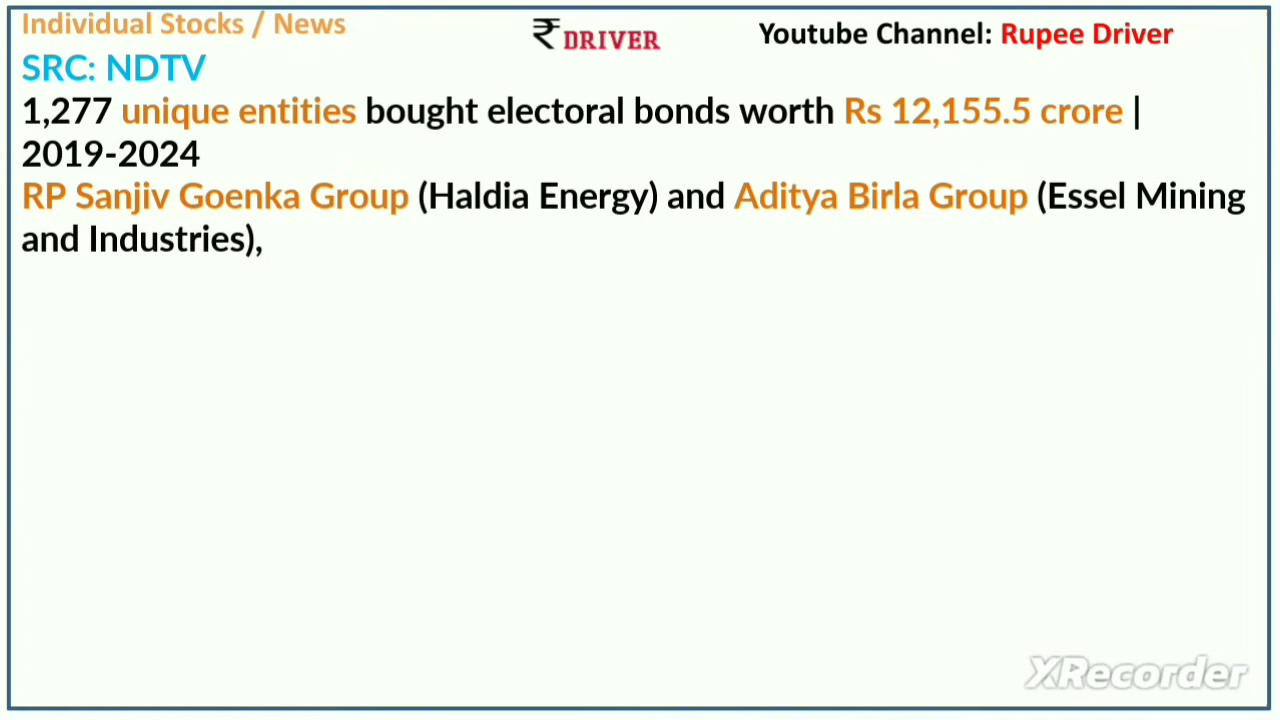 Individual Stocks / News
₹ DRIVER
Youtube Channel: Rupee Driver
SRC: NDTV
1,277 unique entities bought electoral bonds worth Rs 12,155.5 crore |
2019-2024
RP Sanjiv Goenka Group (Haldia Energy) and Aditya Birla Group (Essel Mining
and Industries),
XRecorder